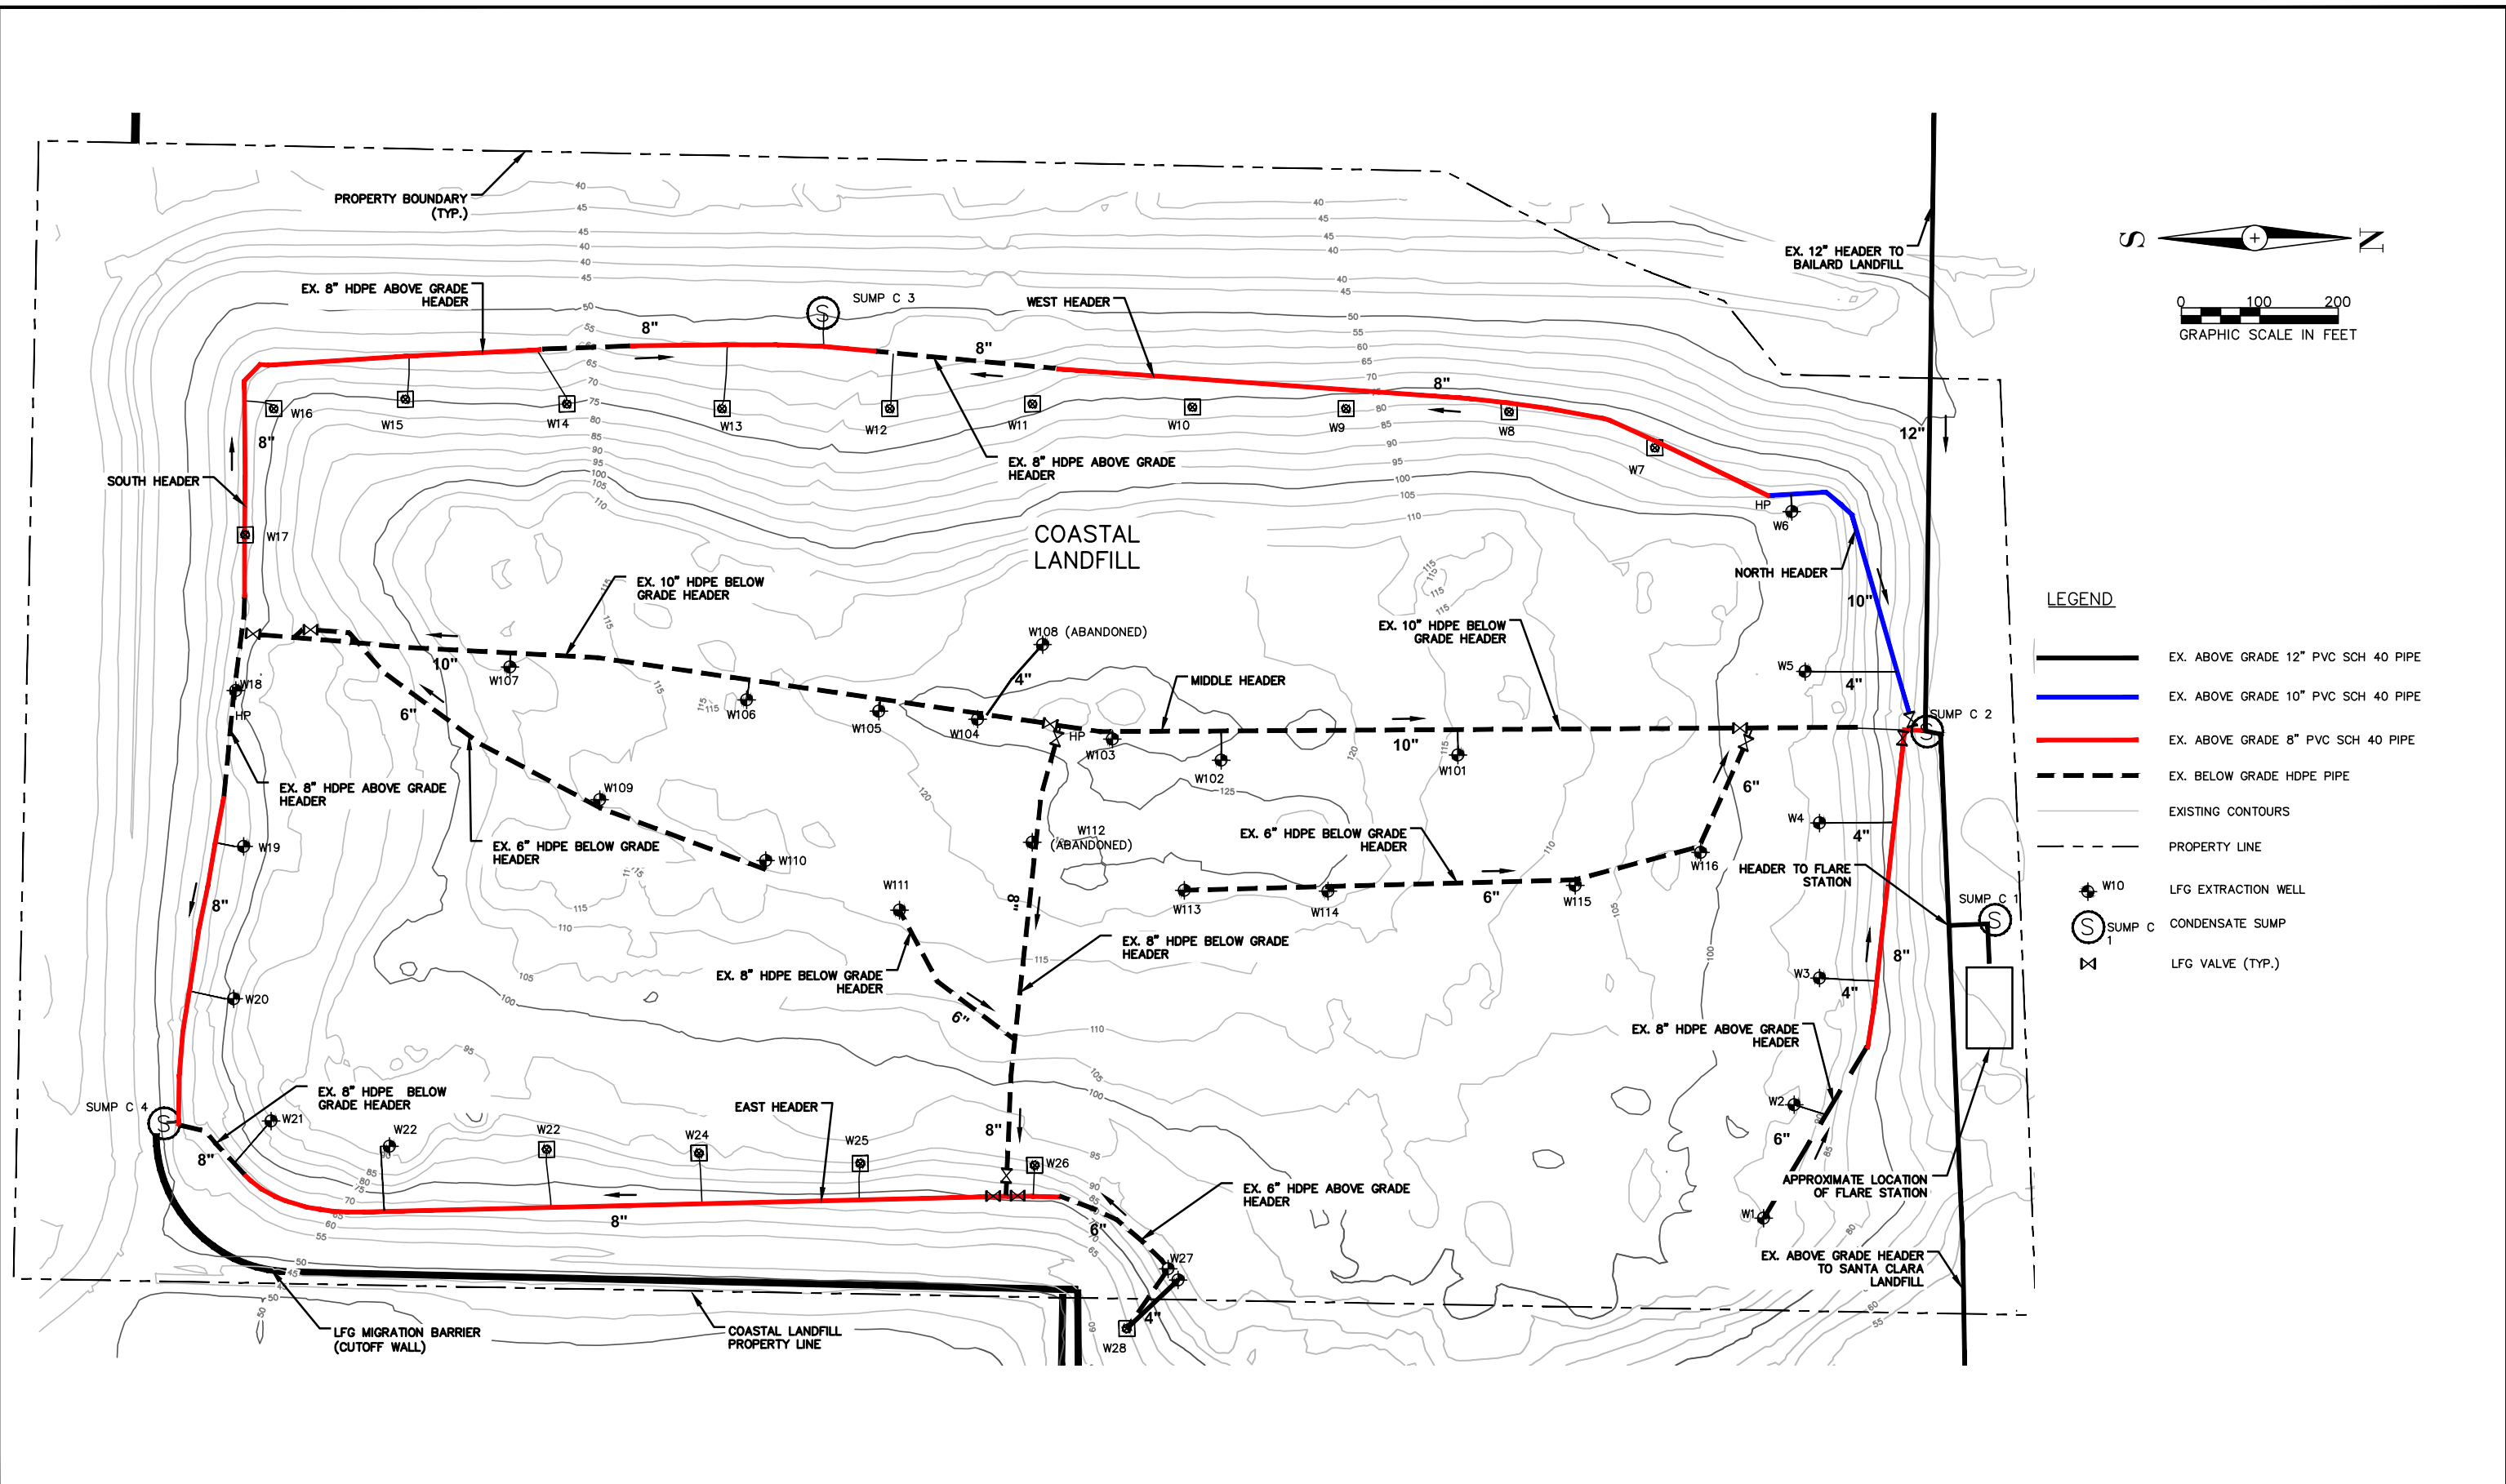 PROPERTY BOUNDARY
(TYP.)
EX. 8" HDPE ABOVE GRADE
HEADER
8"
SUMP C 3
S
WEST HEADER
8"
8"
EX. 12" HEADER TO
BAILARD LANDFILL
12"
S
N
0
100
200
GRAPHIC SCALE IN FEET
W16
W15
W14
W13
W12
W11
W10
W9
W8
W7
8"
SOUTH HEADER
W17
EX. 8" HDPE ABOVE GRADE
HEADER
COASTAL
LANDFILL
HP
W6
NORTH HEADER
10"
EX. 10" HDPE BELOW
GRADE HEADER
W108 (ABANDONED)
EX. 10" HDPE BELOW
GRADE HEADER
10"
W107
W106
W105
W104
4"
MIDDLE HEADER
HP
W103
W102
10"
W101
W5
4"
SUMP C 2
S
W18
HP
6"
EX. 8" HDPE ABOVE GRADE
HEADER
W109
W19
EX. 6" HDPE BELOW GRADE
HEADER
W110
W112
(ABANDONED)
EX. 6" HDPE BELOW GRADE
HEADER
6"
W4
4"
W116
HEADER TO FLARE
STATION
W111
8"
W113
W114
6"
W115
SUMP C 1
S
8"
W20
EX. 8" HDPE BELOW GRADE
HEADER
EX. 8" HDPE BELOW GRADE
HEADER
6"
W3
4"
8"
EX. 8" HDPE ABOVE GRADE
HEADER
SUMP C 4
S
EX. 8" HDPE BELOW
GRADE HEADER
W21
8"
W22
W22
W24
EAST HEADER
W25
8"
W26
8"
W2
6"
W1
EX. 6" HDPE ABOVE GRADE
HEADER
6"
W27
4"
W28
APPROXIMATE LOCATION
OF FLARE STATION
EX. ABOVE GRADE HEADER
TO SANTA CLARA
LANDFILL
LFG MIGRATION BARRIER
(CUTOFF WALL)
COASTAL LANDFILL
PROPERTY LINE
LEGEND
EX. ABOVE GRADE 12" PVC SCH 40 PIPE
EX. ABOVE GRADE 10" PVC SCH 40 PIPE
EX. ABOVE GRADE 8" PVC SCH 40 PIPE
EX. BELOW GRADE HDPE PIPE
EXISTING CONTOURS
PROPERTY LINE
W10 LFG EXTRACTION WELL
S SUMP C 1 CONDENSATE SUMP
LFG VALVE (TYP.)